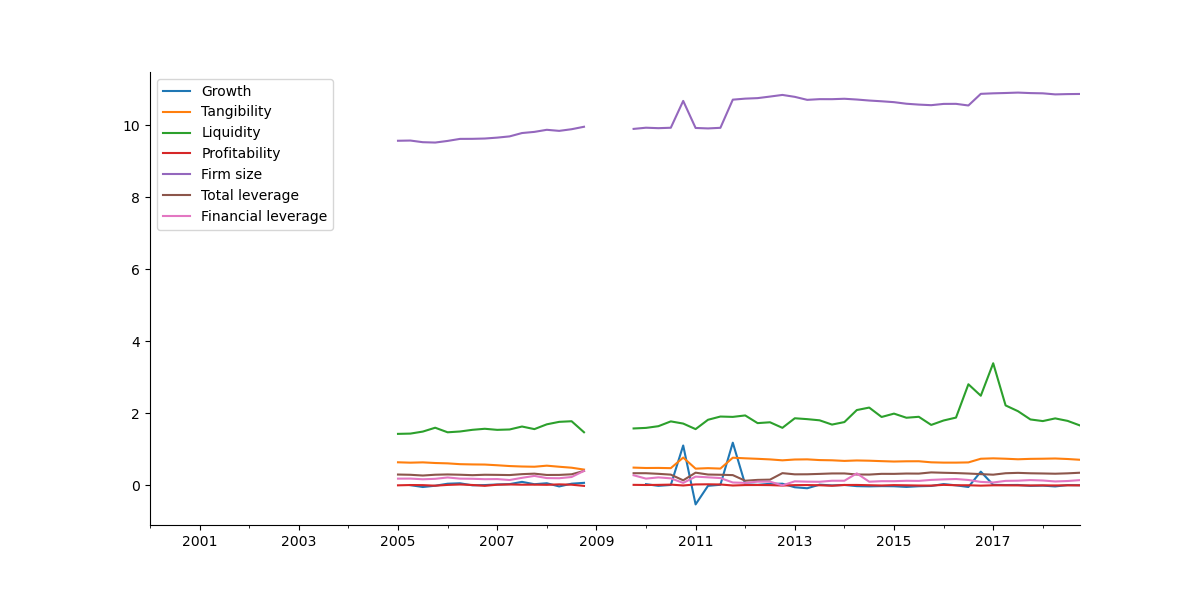 Growth
Tangibility
Liquidity
Profitability
Firm size
Total leverage
Financial leverage
10
8
6
4
2
0
2001 2003 2005 2007 2009 2011 2013 2015 2017